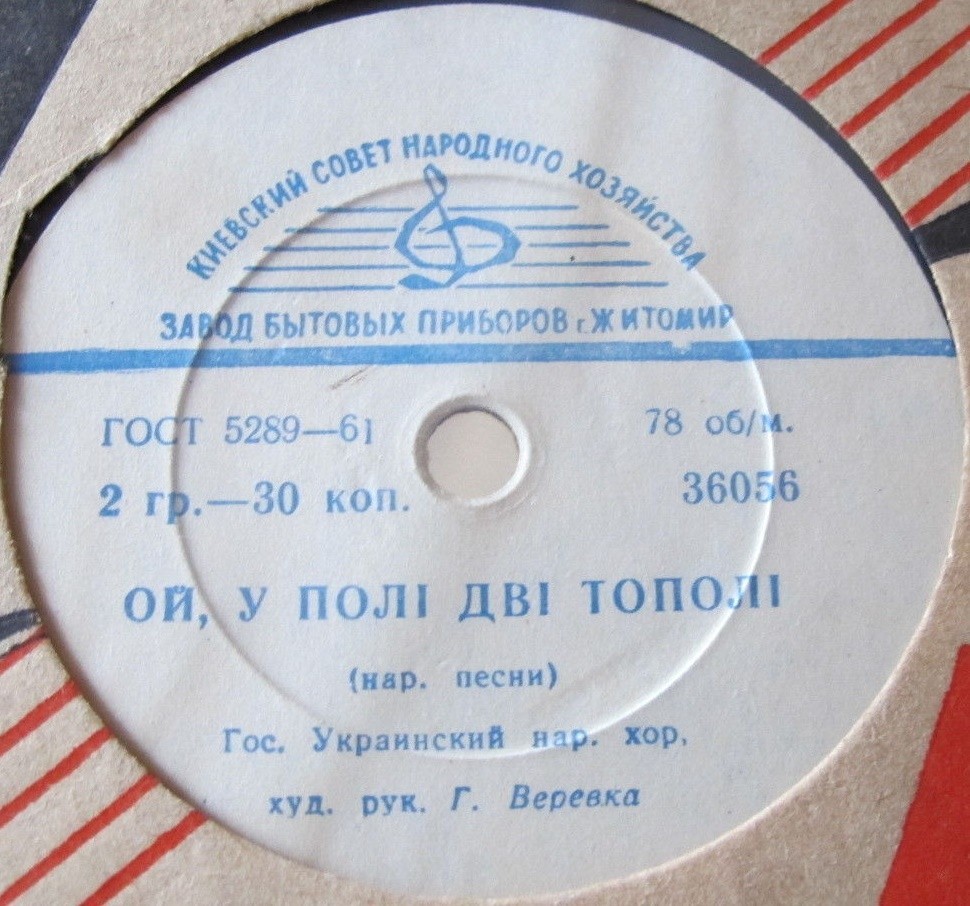 КИЕВСКИЙ СОВЕТ НАРОДНОГО ХОЗЯЙСТВА
ЗАВОД БЫТОВЫХ ПРИБОРОВ г. ЖИТОМИР
ГОСТ 5289—61 78 об/м.
2 гр.—30 коп. 36056
ОЙ, У ПОЛІ ДВІ ТОПОЛІ
(нар. песни)
Гос. Украинский нар. хор,
худ. рук. Г. Веревка